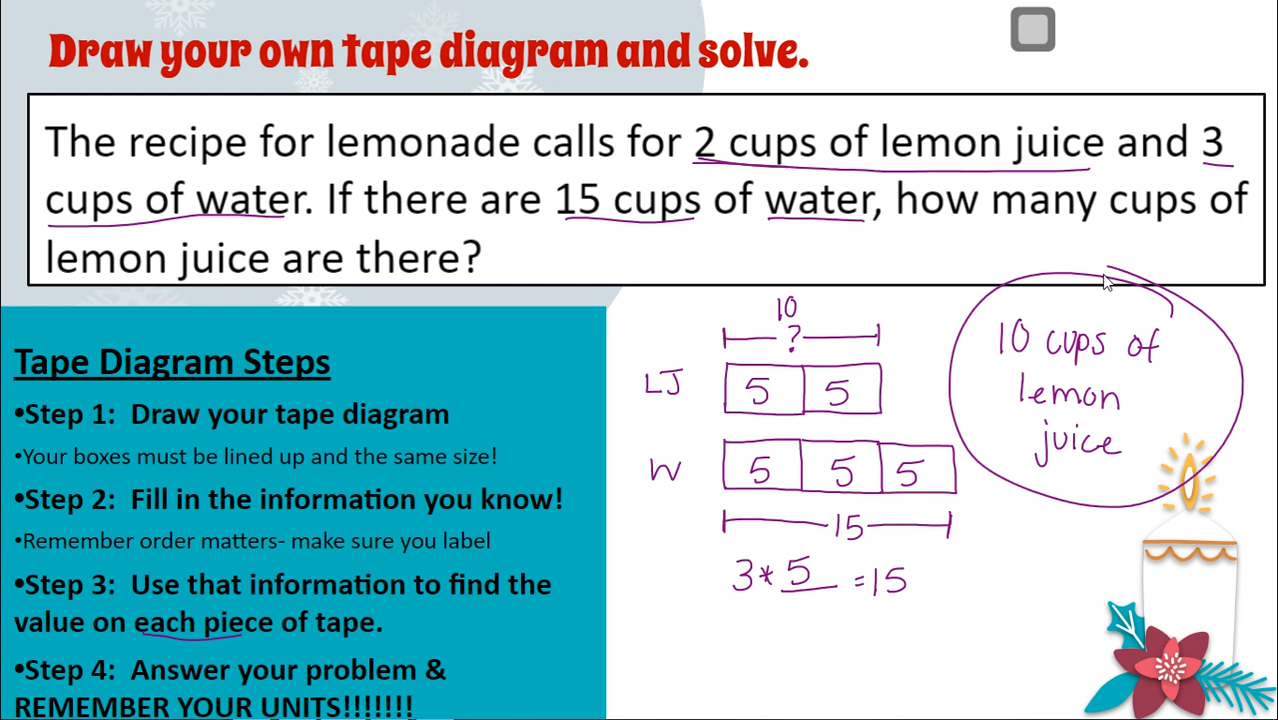 Draw your own tape diagram and solve.
The recipe for lemonade calls for 2 cups of lemon juice and 3
cups of water. If there are 15 cups of water, how many cups of
lemon juice are there?
Tape Diagram Steps
•Step 1: Draw your tape diagram
•Your boxes must be lined up and the same size!
•Step 2: Fill in the information you know!
•Remember order matters- make sure you label
•Step 3: Use that information to find the
value on each piece of tape.
•Step 4: Answer your problem &
REMEMBER YOUR UNITS!!!!!!!
10
?
LJ 5 5
W 5 5 5
15
3*5=15
10 cups of
lemon
juice